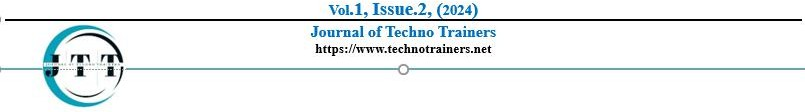 Vol.1, Issue.2, (2024)
Journal of Techno Trainers
https://www.technotrainers.net
JTT